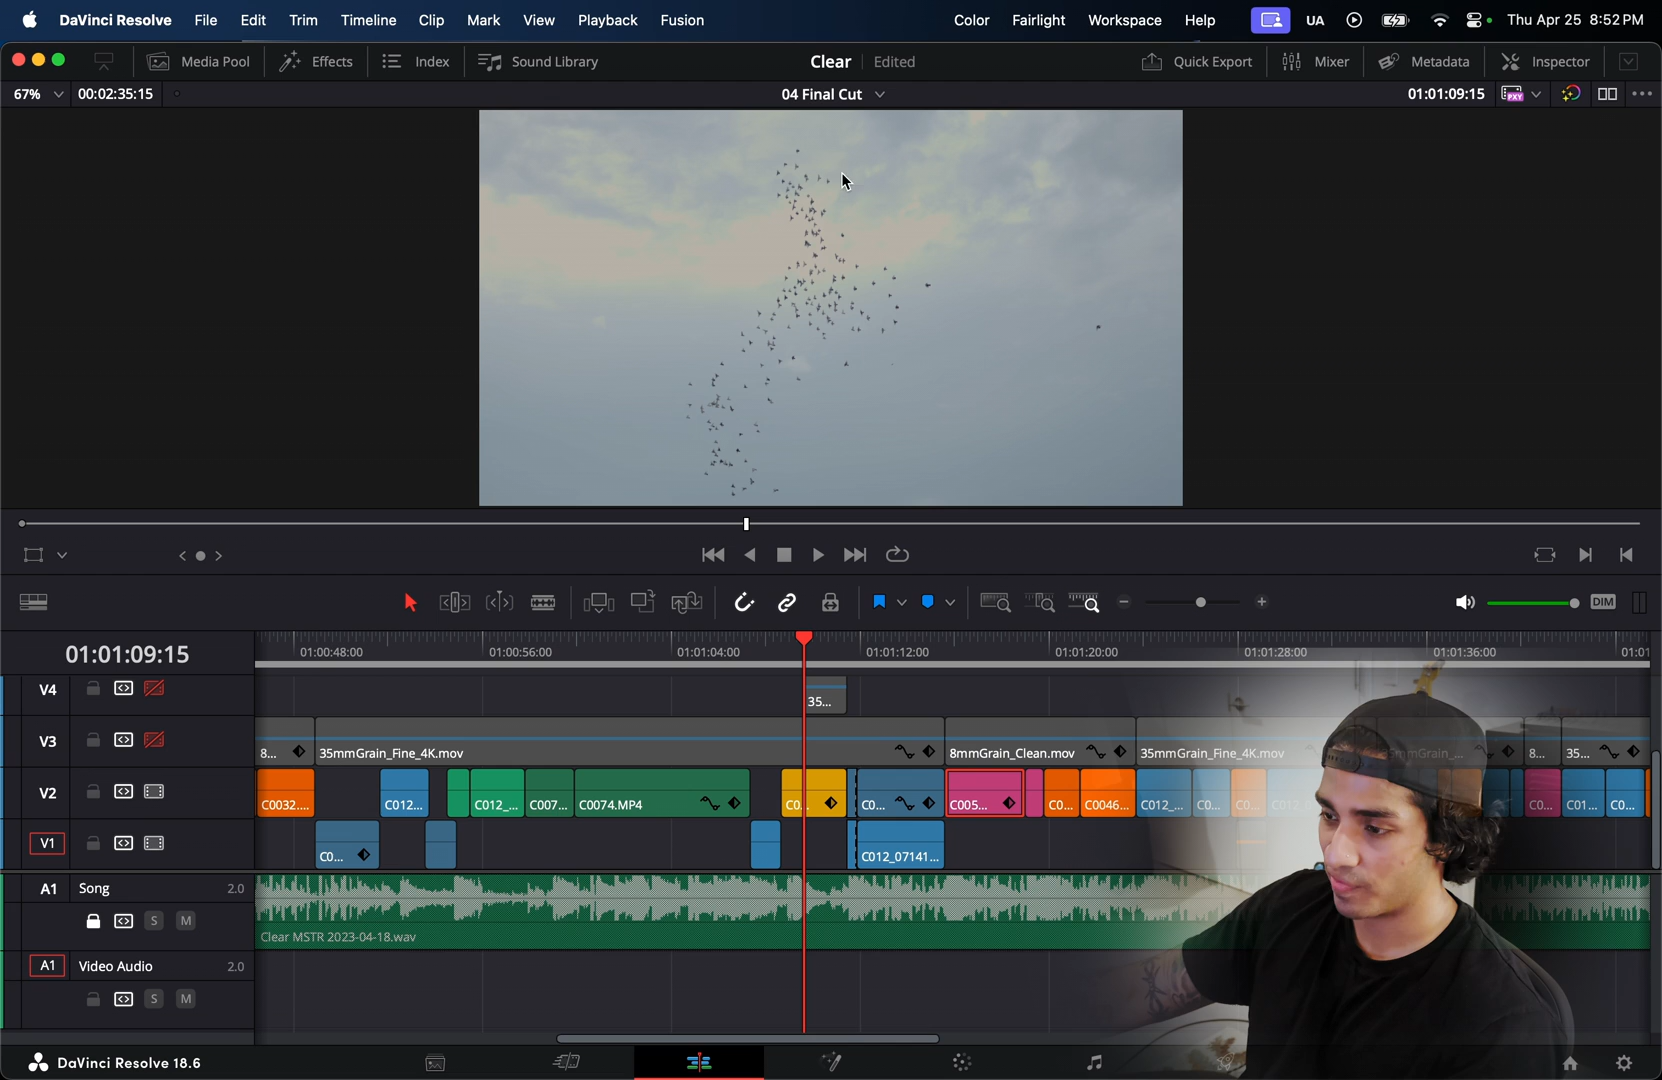 DaVinci Resolve File Edit Trim Timeline Clip Mark View Playback Fusion Color Fairlight Workspace Help UA Thu Apr 25 8:52 PM
Media Pool Effects Index Sound Library Clear Edited Quick Export Mixer Metadata Inspector
67% 00:02:35:15 04 Final Cut 01:01:09:15 PXY
DIM
01:01:09:15 01:00:48:00 01:00:56:00 01:01:04:00 01:01:12:00 01:01:20:00 01:01:28:00 01:01:36:00 01:01
V4 35...
V3 8... 35mmGrain_Fine_4K.mov 8mmGrain_Clean.mov 35mmGrain_Fine_4K.mov 8... 35...
V2 C0032.... C012... C012_... C007... C0074.MP4 C0... C0... C005... C0... C0046... C012_... C0... C0... C0... C01... C0...
V1 C0... C012_07141...
A1 Song 2.0
S M
Clear MSTR 2023-04-18.wav
A1 Video Audio 2.0
S M
DaVinci Resolve 18.6